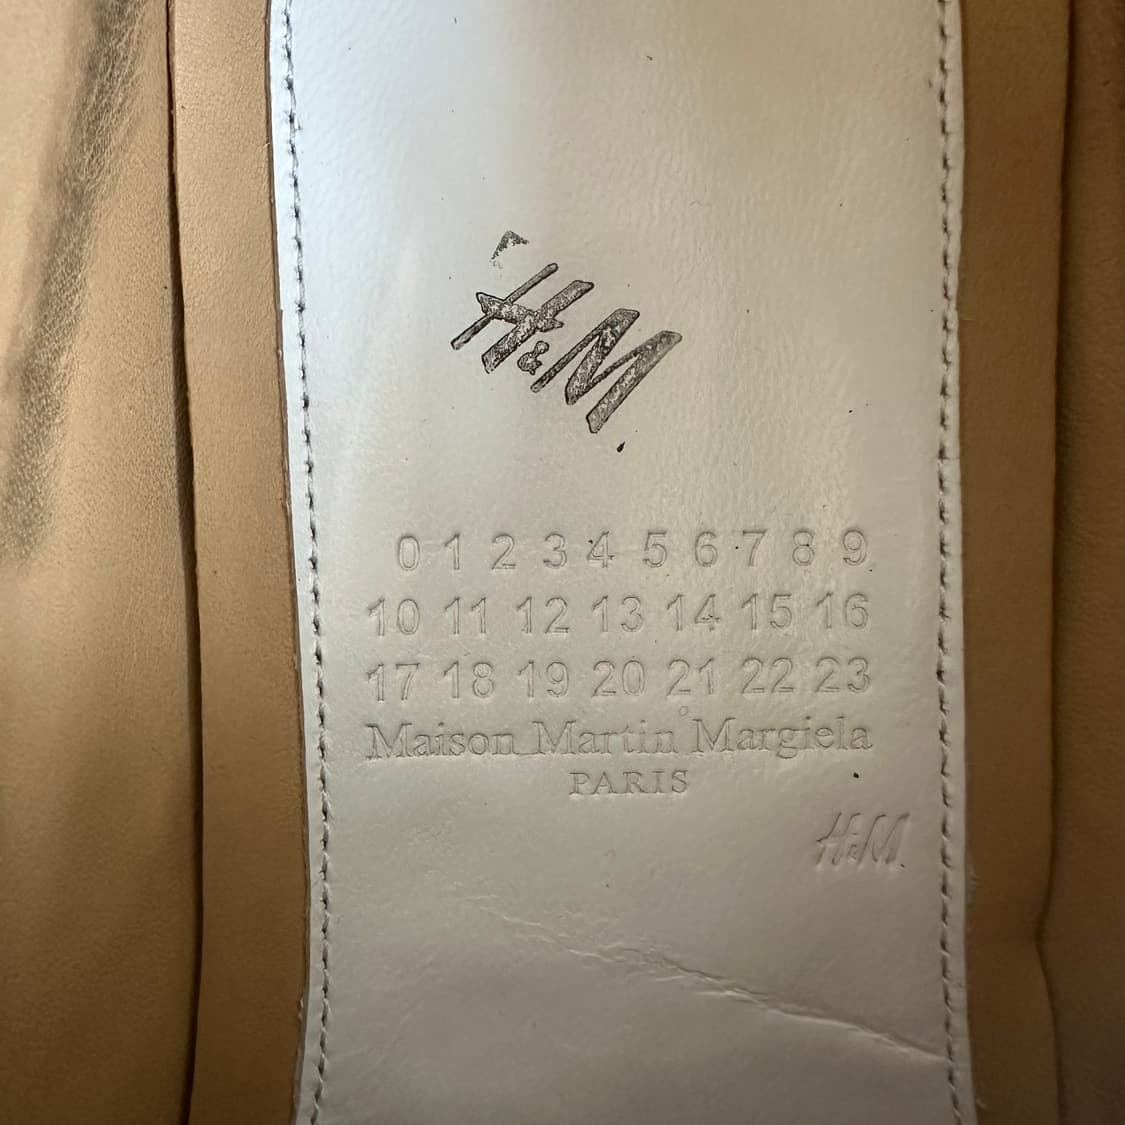 H&M
0 1 2 3 4 5 6 7 8 9
10 11 12 13 14 15 16
17 18 19 20 21 22 23
Maison Martin Margiela
PARIS
H&M